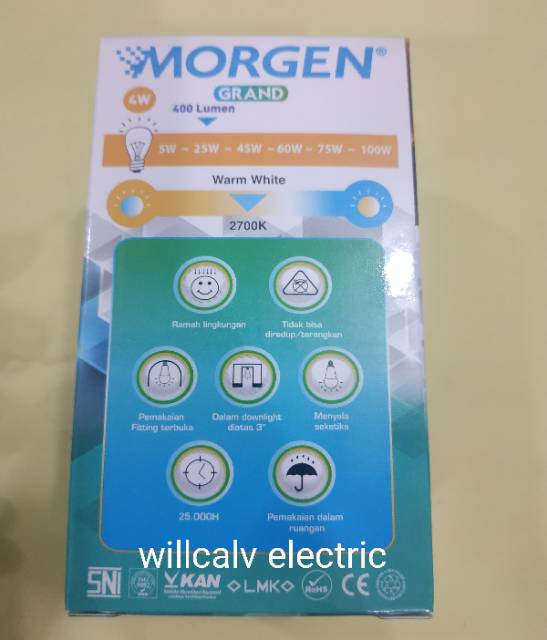 MORGEN®
GRAND
4W
400 Lumen
5W ~ 25W ~ 45W ~ 60W ~ 75W ~ 100W
Warm White
2700K
Ramah lingkungan
Tidak bisa
diredup/terangkan
Pemakaian
Fitting terbuka
Dalam downlight
diatas 3"
Menyala
seketika
25.000H
Pemakaian dalam
ruangan
willcalv electric
SNI
KAN
LMK
RoHS
CE